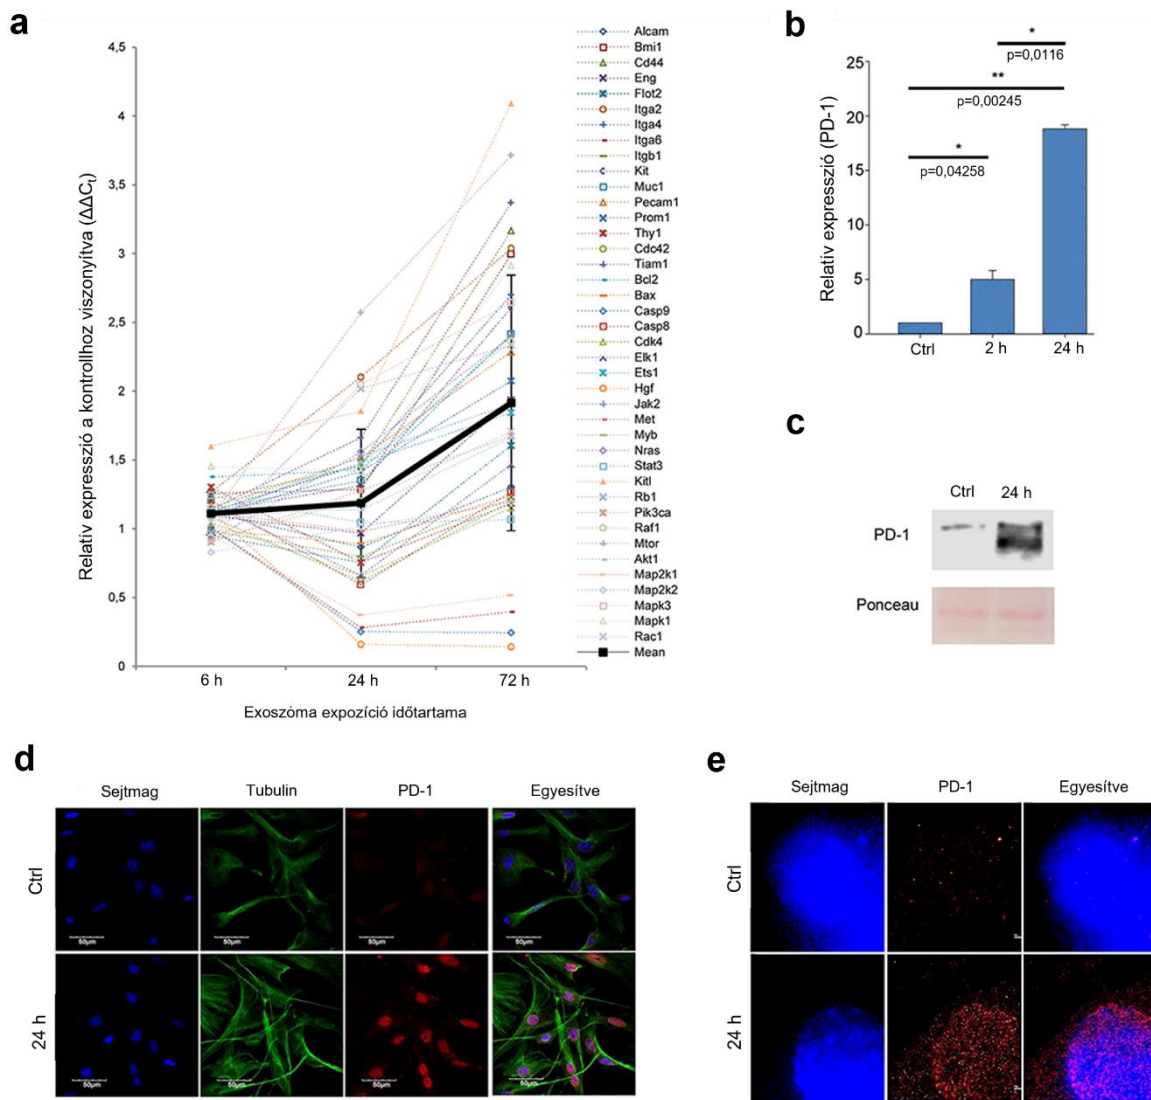 a
Relatív expresszió a kontrollhoz viszonyítva (ΔΔCt)
4,5
4
3,5
3
2,5
2
1,5
1
0,5
0
6 h
24 h
72 h
Exoszóma expozíció időtartama
Alcam
Bmi1
Cd44
Eng
Flot2
Itga2
Itga4
Itga6
Itgb1
Kit
Muc1
Pecam1
Prom1
Thy1
Cdc42
Tiam1
Bcl2
Bax
Casp9
Casp8
Cdk4
Elk1
Ets1
Hgf
Jak2
Met
Myb
Nras
Stat3
Kitl
Rb1
Pik3ca
Raf1
Mtor
Akt1
Map2k1
Map2k2
Mapk3
Mapk1
Rac1
Mean
b
Relatív expresszió (PD-1)
25
20
15
10
5
0
*
p=0,0116
**
p=0,00245
*
p=0,04258
Ctrl
2 h
24 h
c
Ctrl
24 h
PD-1
Ponceau
d
Sejtmag
Tubulin
PD-1
Egyesítve
Ctrl
50µm
50µm
50µm
50µm
24 h
50µm
50µm
50µm
50µm
e
Sejtmag
PD-1
Egyesítve
Ctrl
24 h